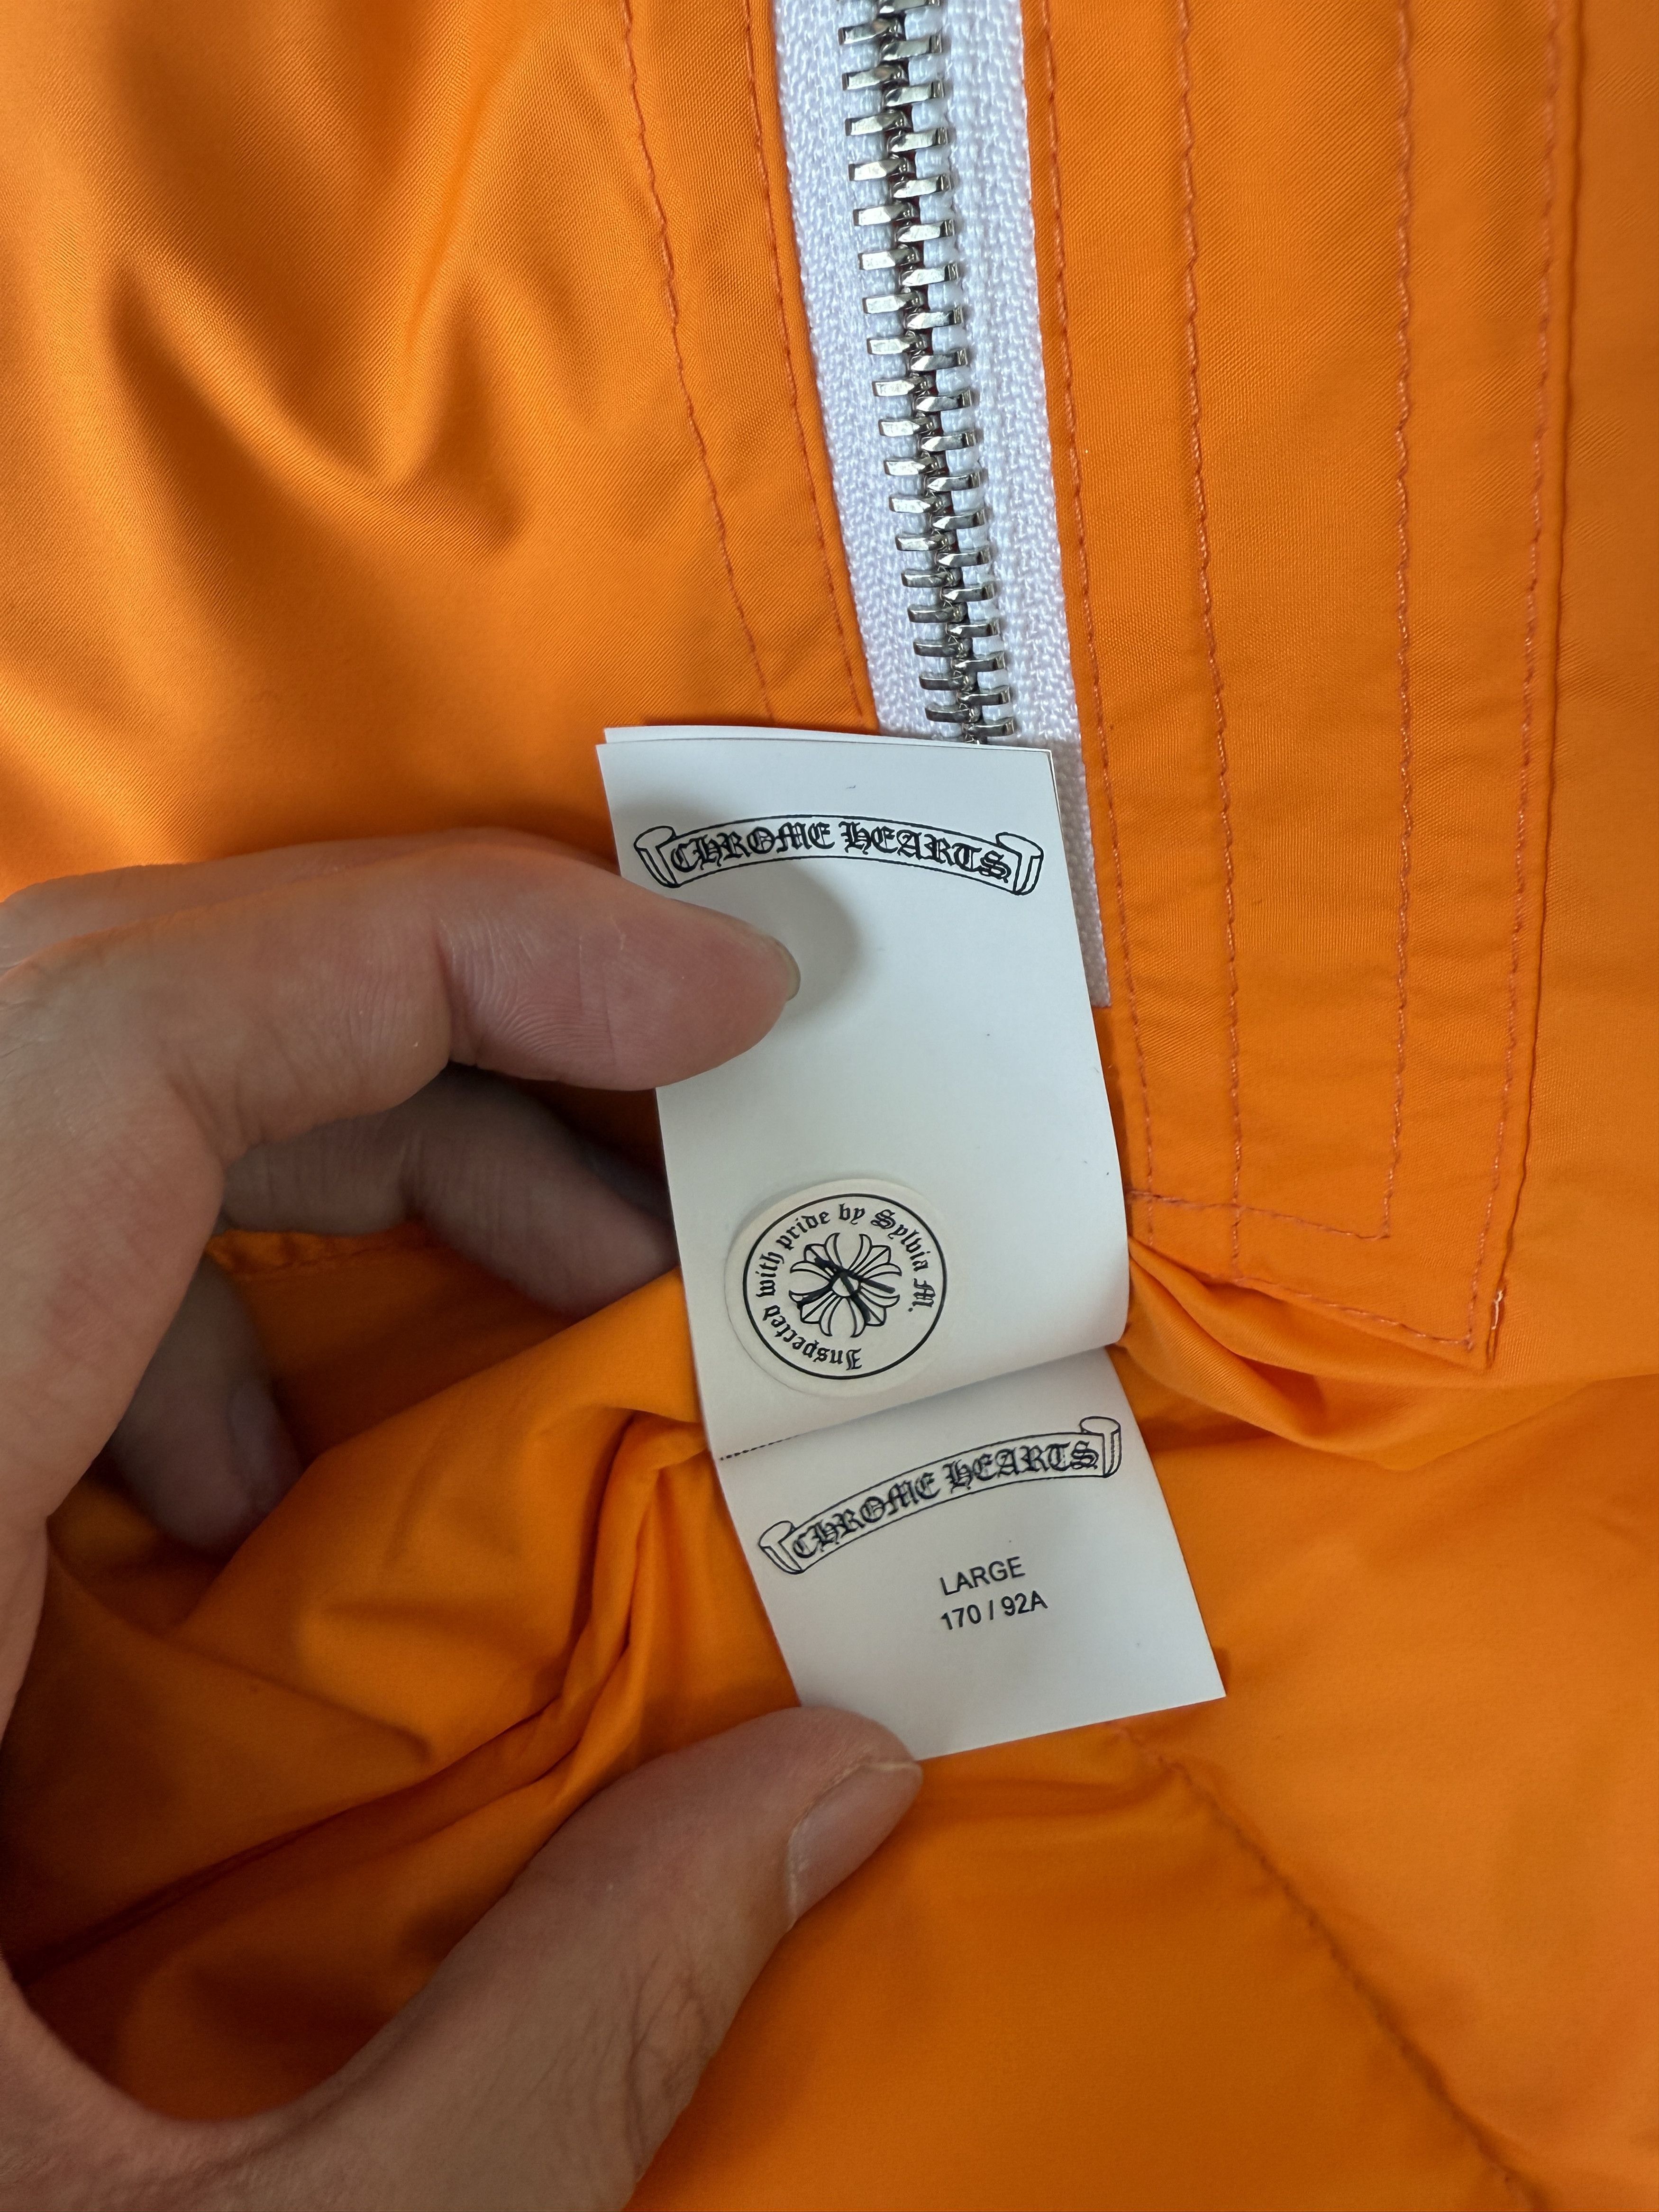 CHROME HEARTS
Inspected with pride by Sylvia M.
CHROME HEARTS
LARGE
170 / 92A